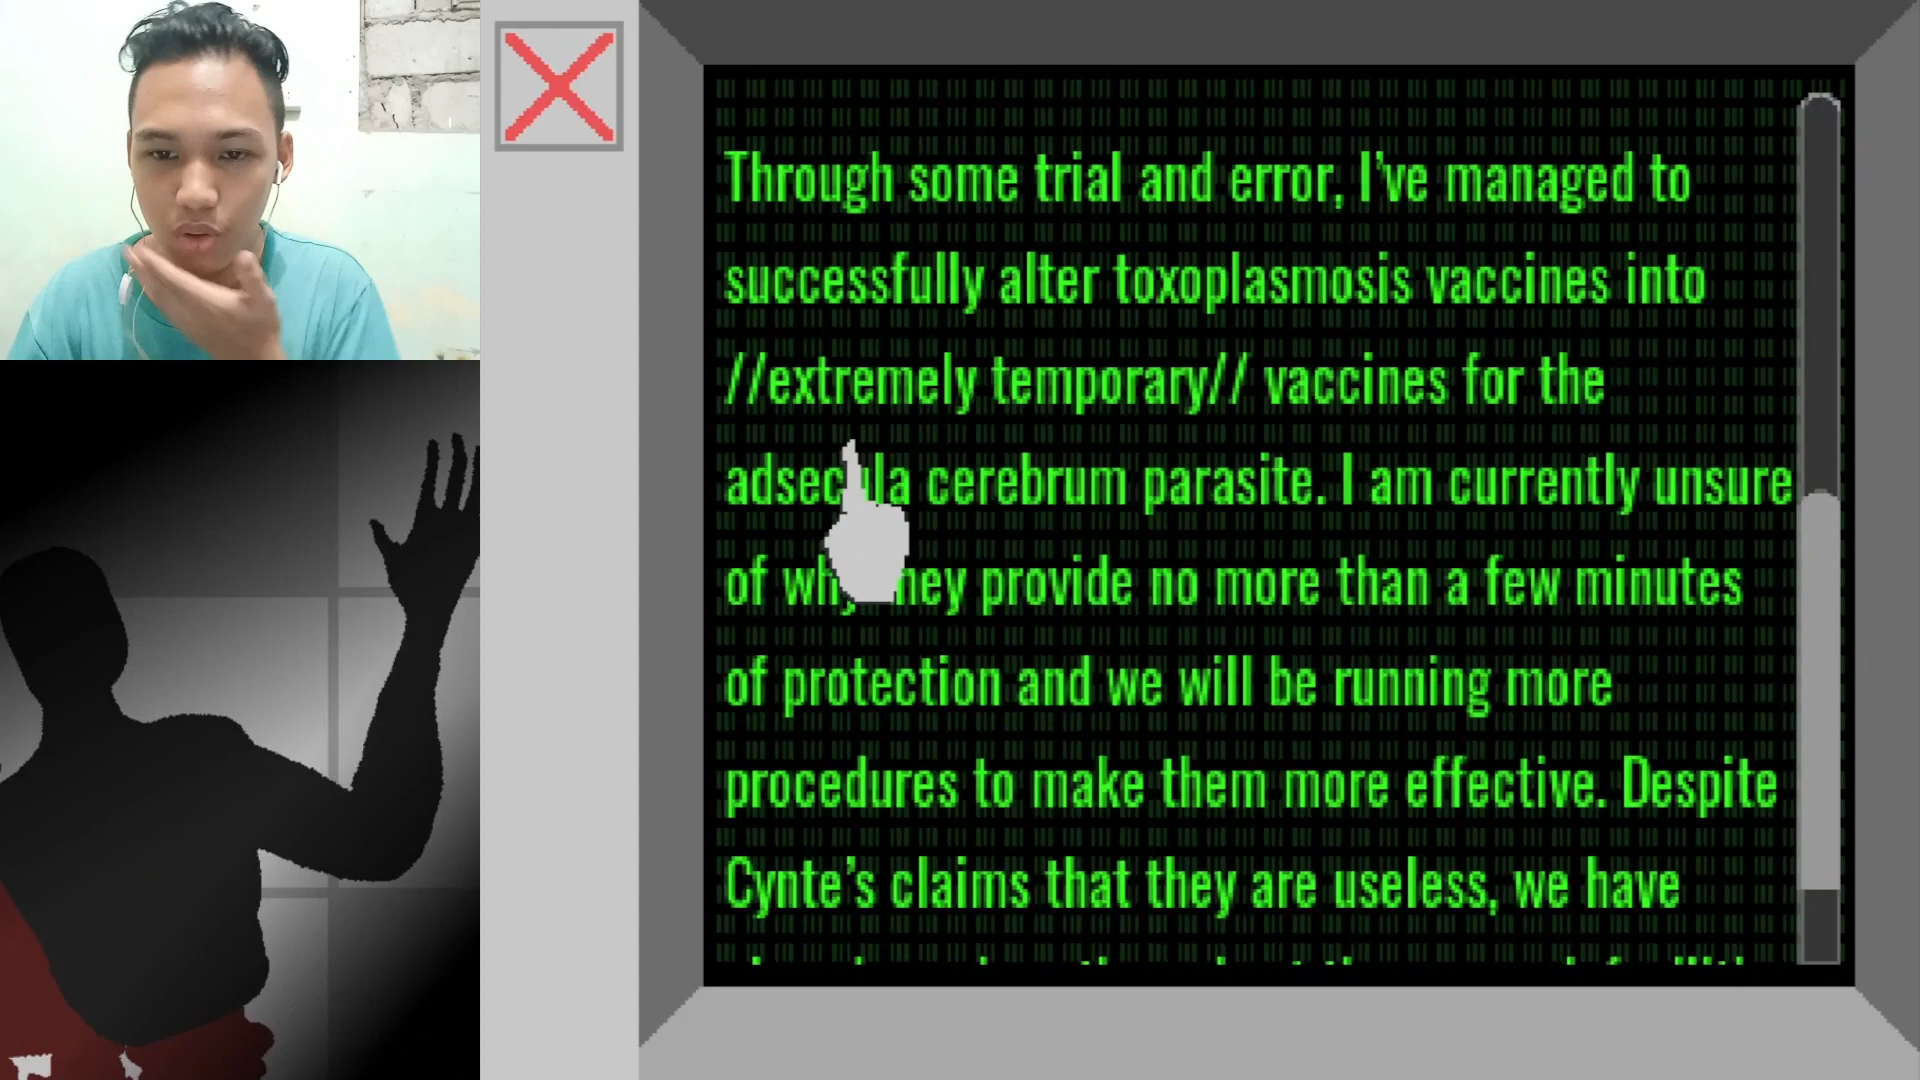 Through some trial and error, I've managed to
successfully alter toxoplasmosis vaccines into
//extremely temporary// vaccines for the
cerebrum parasite. I am currently unsure
of provide no more than a few minutes
of protection and we will be running more
procedures to make them more effective. Despite
Cynte's claims that they are useless, we have